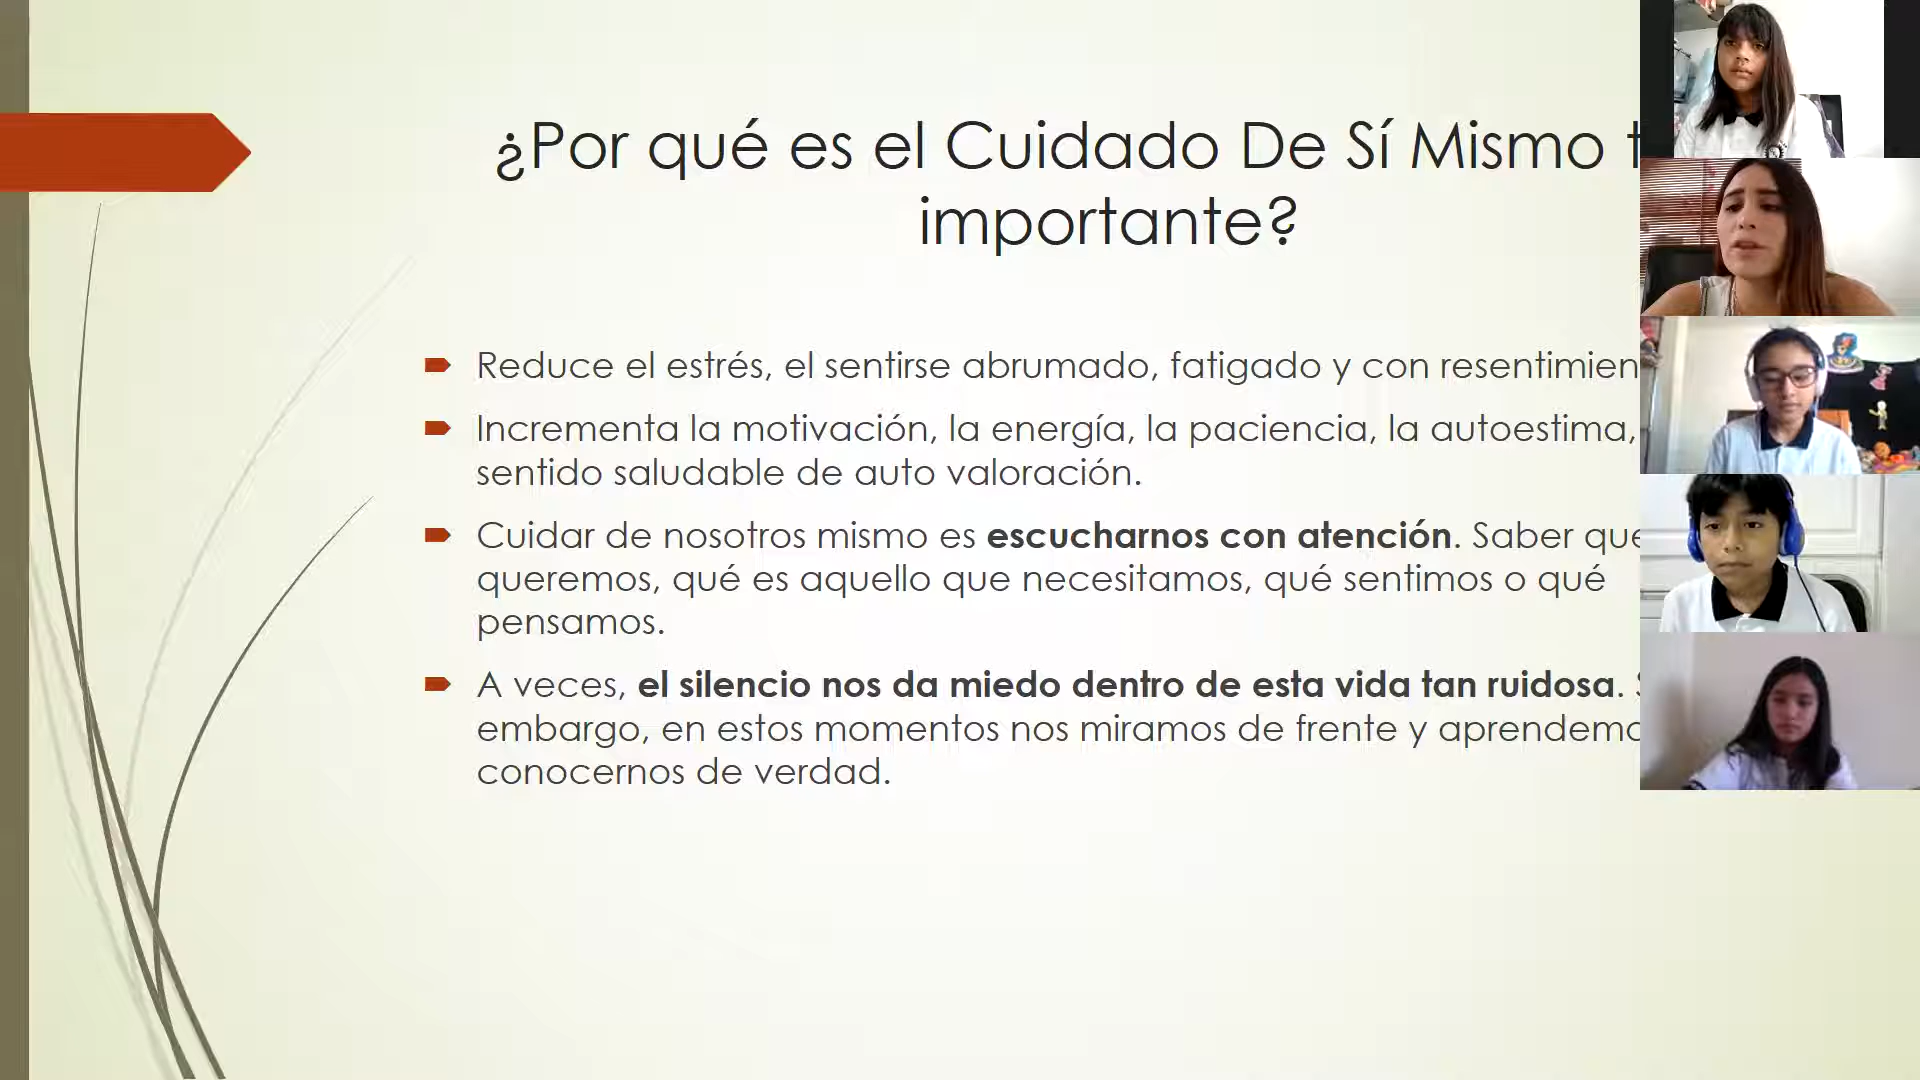 ¿Por qué es el Cuidado De Sí Mismo
importante?
Reduce el estrés, el sentirse abrumado, fatigado y con
Incrementa la motivación, la energía, la paciencia, la autoestima,
sentido saludable de auto valoración.
Cuidar de nosotros mismo es escucharnos con atención. Saber que
queremos, qué es aquello que necesitamos, qué sentimos o qué
pensamos.
A veces, el silencio nos da miedo dentro de esta vida tan ruidosa.
embargo, en estos momentos nos miramos de frente y
conocernos de verdad.